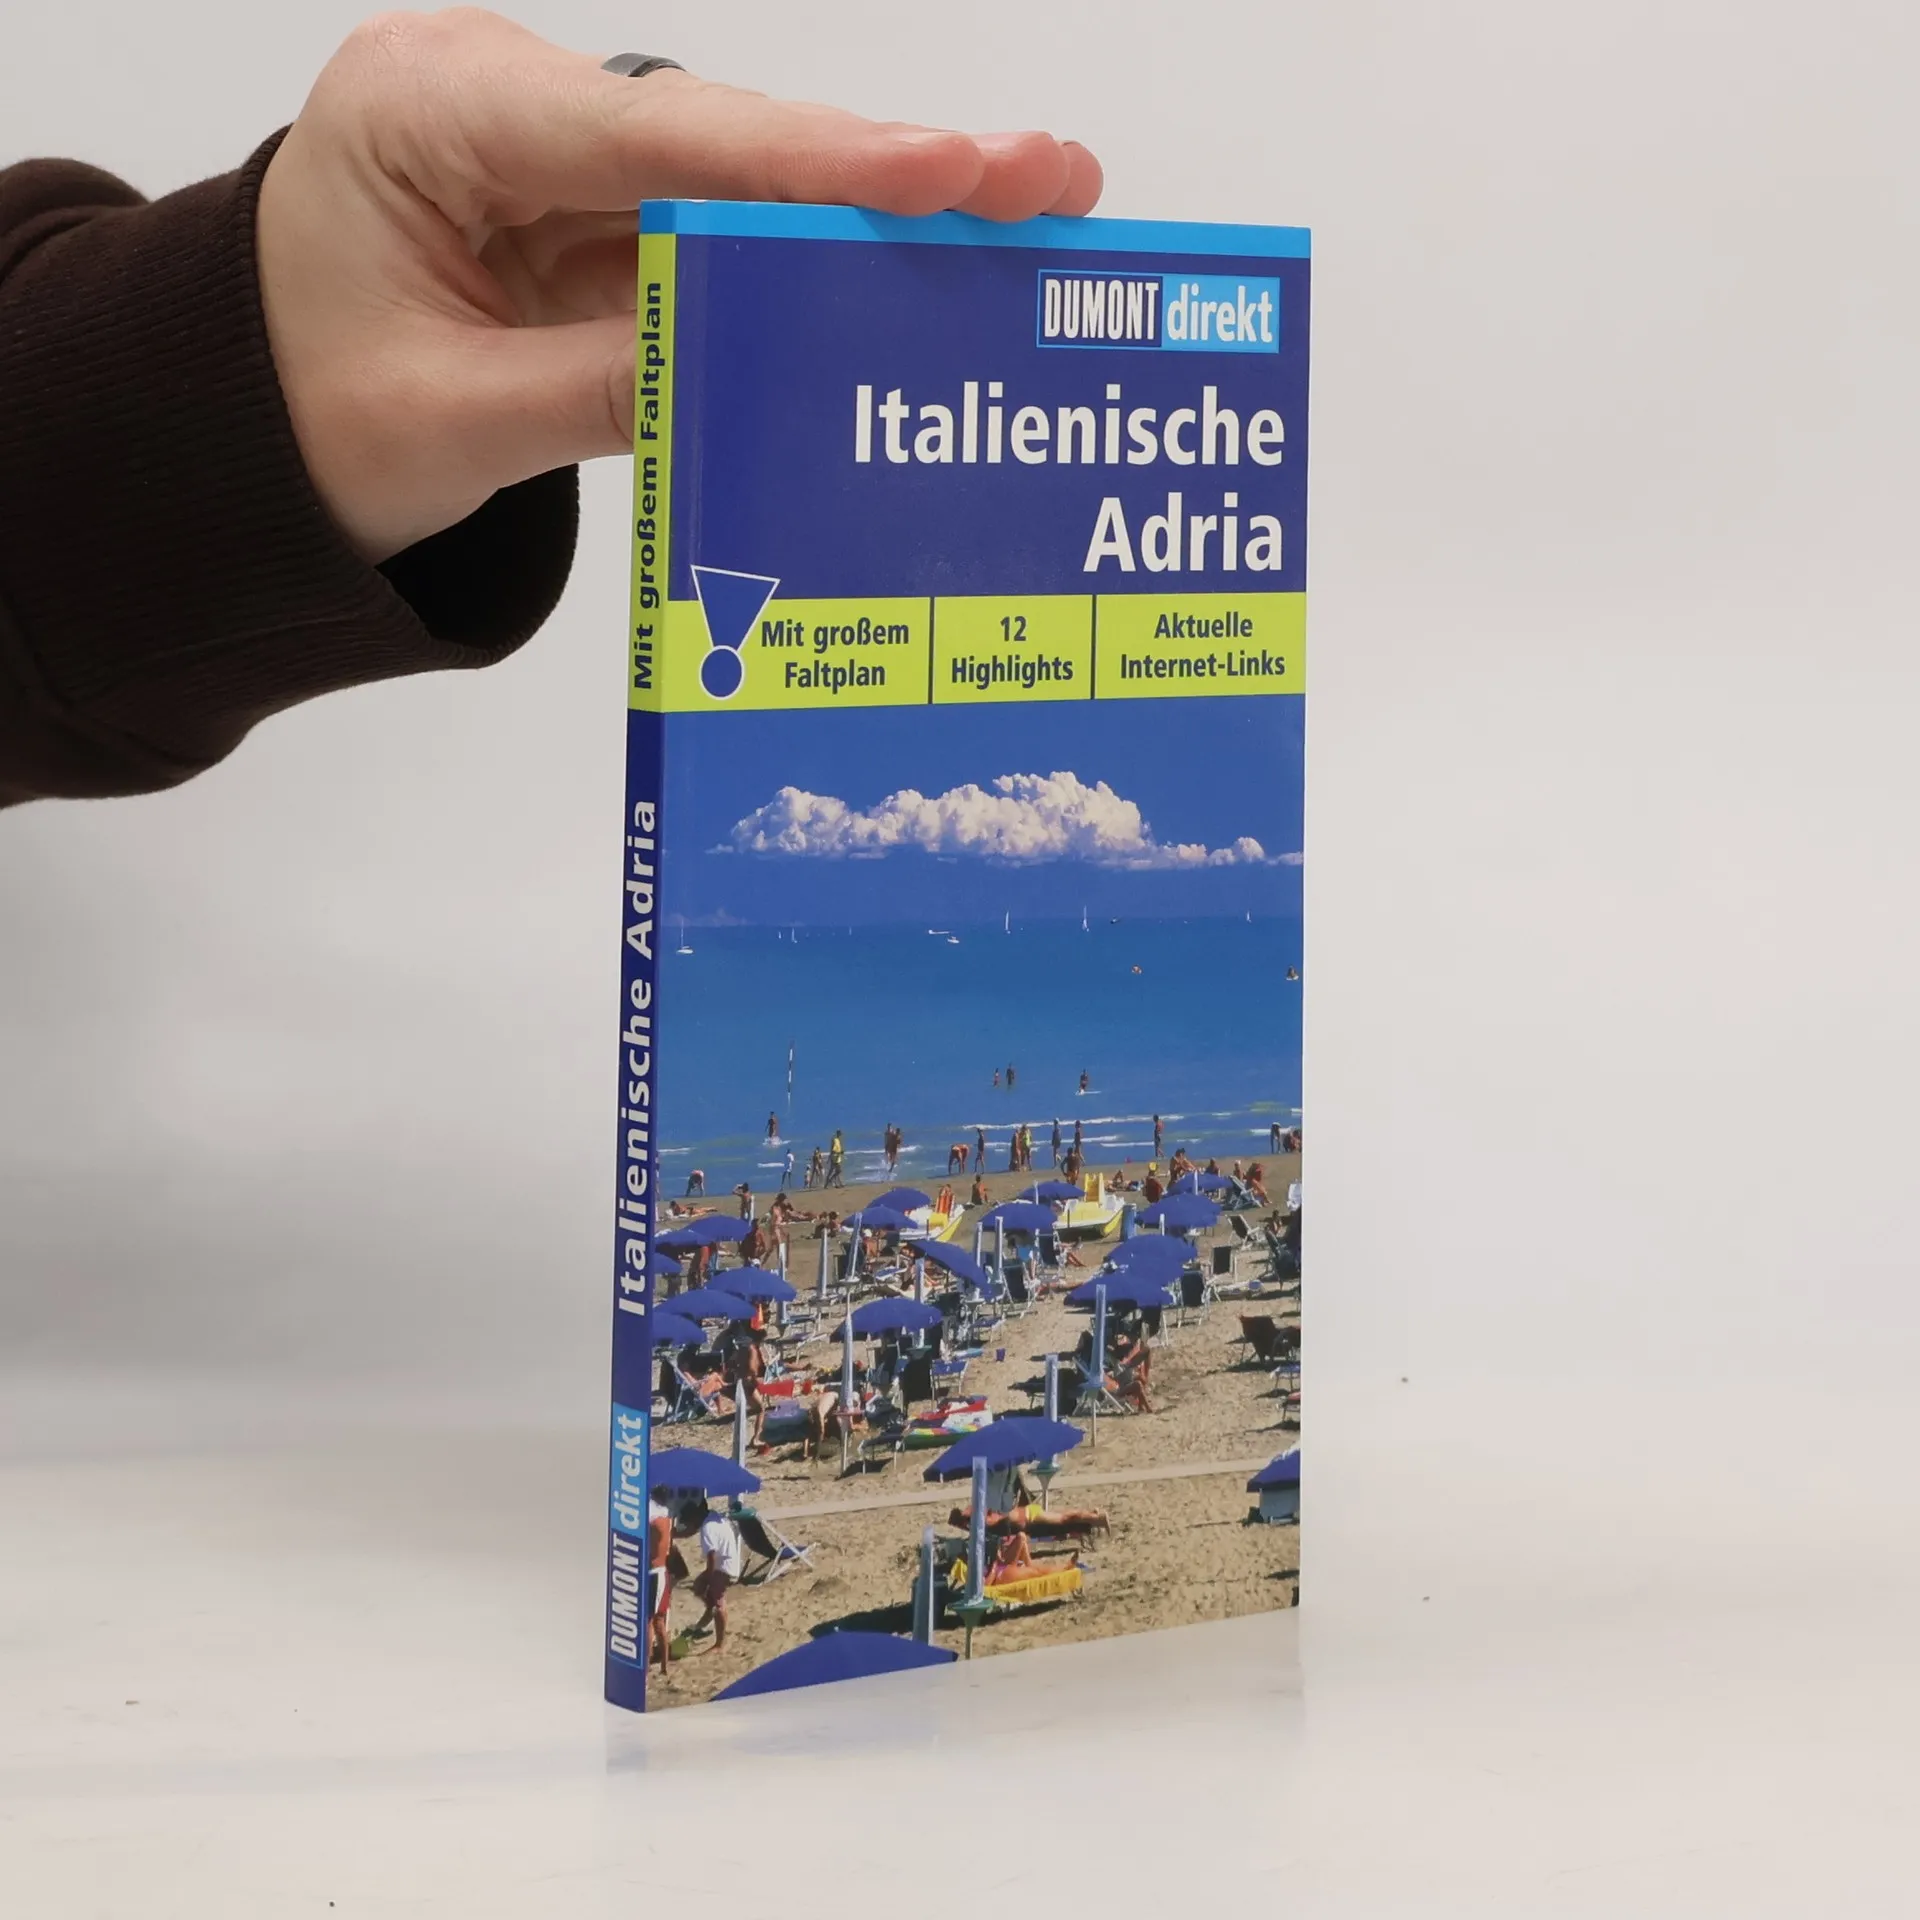 DUMONT direkt
Italienische
Adria
Mit großem
Faltplan
12
Highlights
Aktuelle
Internet-Links
Mit großem Faltplan
Italienische Adria
DUMONT direkt